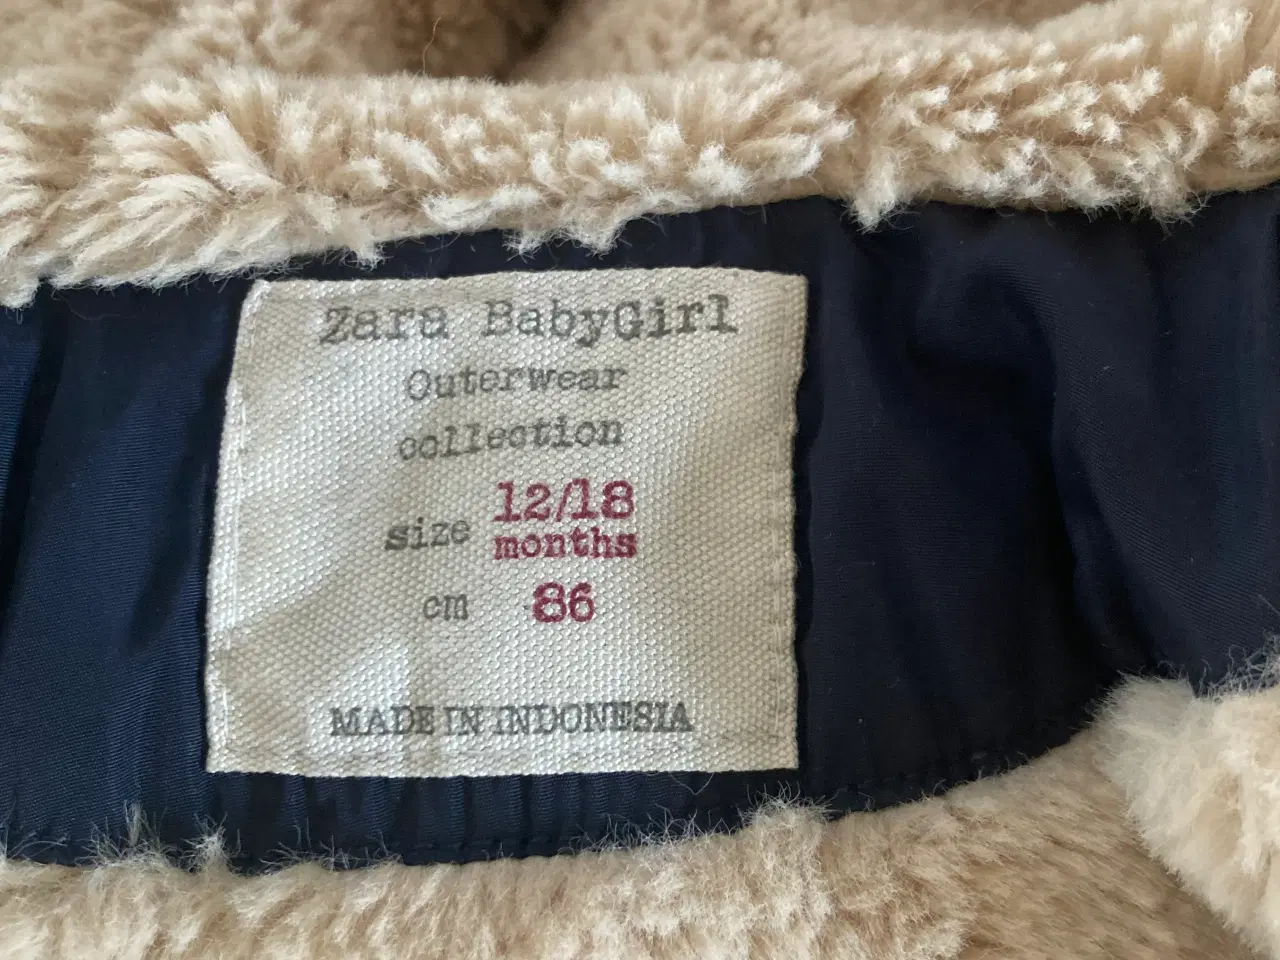 Zara BabyGirl
Outerwear
collection
size 12/18 months
cm 86
MADE IN INDONESIA